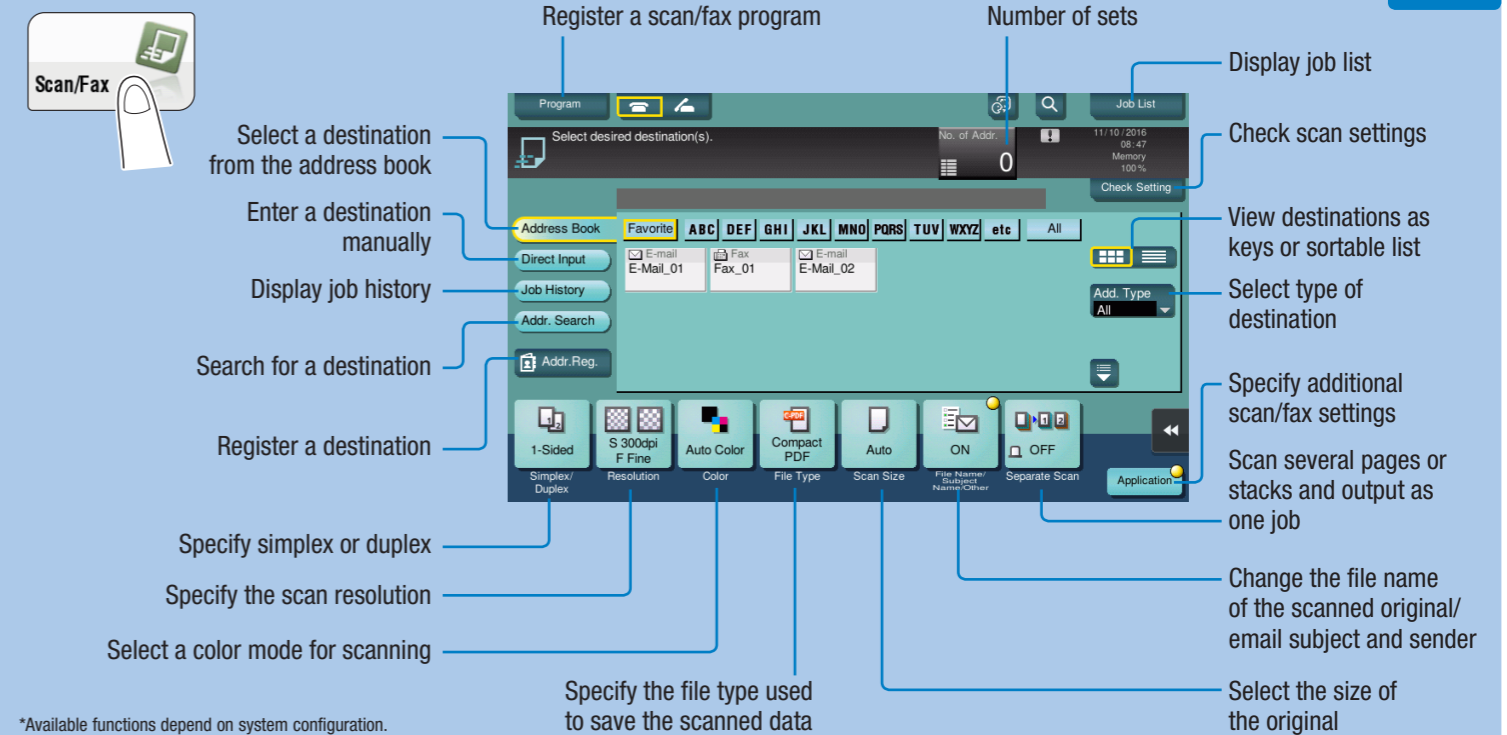 Register a scan/fax program
Number of sets
Scan/Fax
Display job list
Select a destination
from the address book
Check scan settings
Enter a destination
manually
View destinations as
keys or sortable list
Display job history
Select type of
destination
Search for a destination
Specify additional
scan/fax settings
Register a destination
Scan several pages or
stacks and output as
one job
Program
Job List
Select desired destination(s).
No. of Addr.
0
11/10/2016
08:47
Memory
100 %
Check Setting
Address Book
Favorite ABC DEF GHI JKL MNO PQRS TUV WXYZ etc All
Direct Input
E-mail
E-Mail_01
Fax
Fax_01
E-mail
E-Mail_02
Job History
Add. Type
All
Addr. Search
Addr.Reg.
1-Sided
Simplex/
Duplex
S 300dpi
F Fine
Resolution
Auto Color
Color
C-PDF
Compact
PDF
File Type
Auto
Scan Size
ON
File Name/
Subject
Name/Other
1 2
OFF
Separate Scan
Application
Specify simplex or duplex
Specify the scan resolution
Select a color mode for scanning
Specify the file type used
to save the scanned data
Change the file name
of the scanned original/
email subject and sender
Select the size of
the original
*Available functions depend on system configuration.